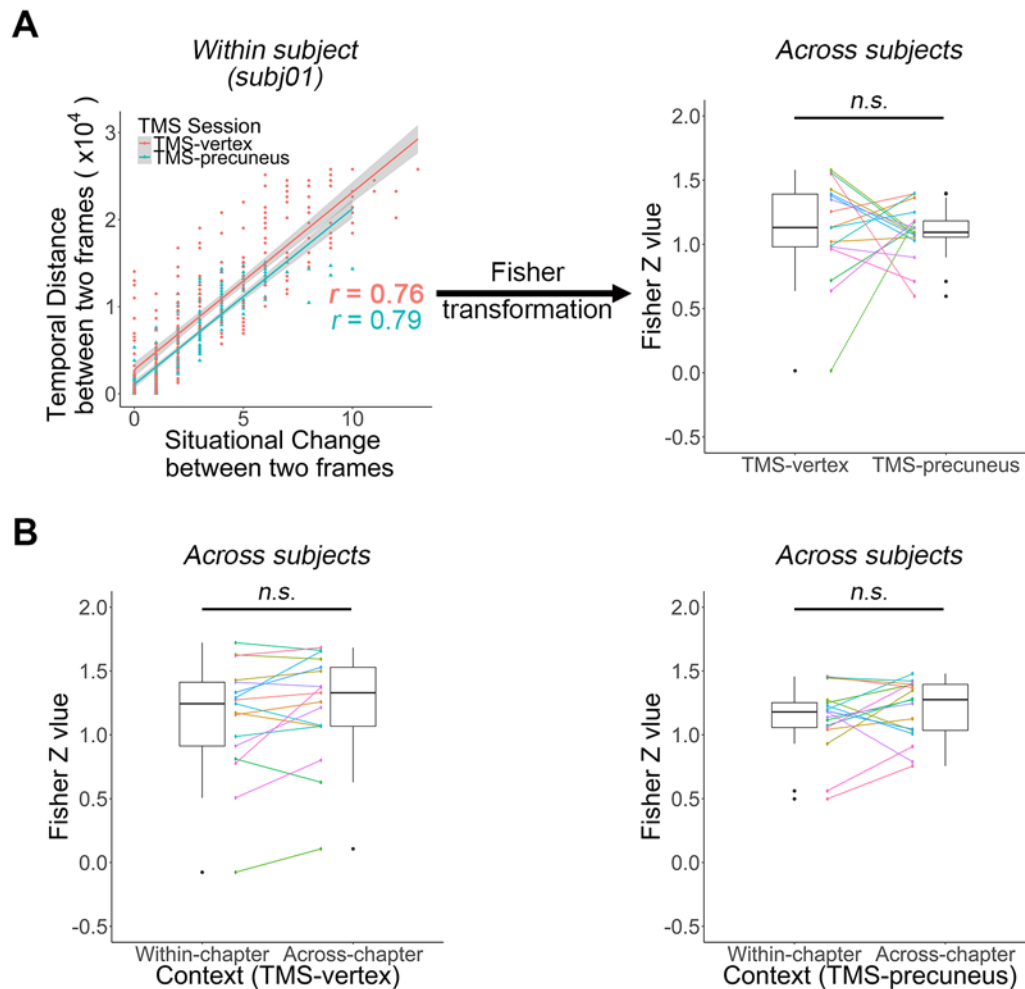 A
Within subject
(subj01)
Across subjects
Temporal Distance
between two frames ( x10⁴ )
3
2
1
0
TMS Session
TMS-vertex
TMS-precuneus
r = 0.76
r = 0.79
0
5
10
Situational Change
between two frames
Fisher
transformation
Fisher Z vlue
2.0
1.5
1.0
0.5
0.0
-0.5
n.s.
TMS-vertex
TMS-precuneus
B
Across subjects
Fisher Z vlue
2.0
1.5
1.0
0.5
0.0
-0.5
n.s.
Within-chapter
Across-chapter
Context (TMS-vertex)
Across subjects
Fisher Z vlue
2.0
1.5
1.0
0.5
0.0
-0.5
n.s.
Within-chapter
Across-chapter
Context (TMS-precuneus)